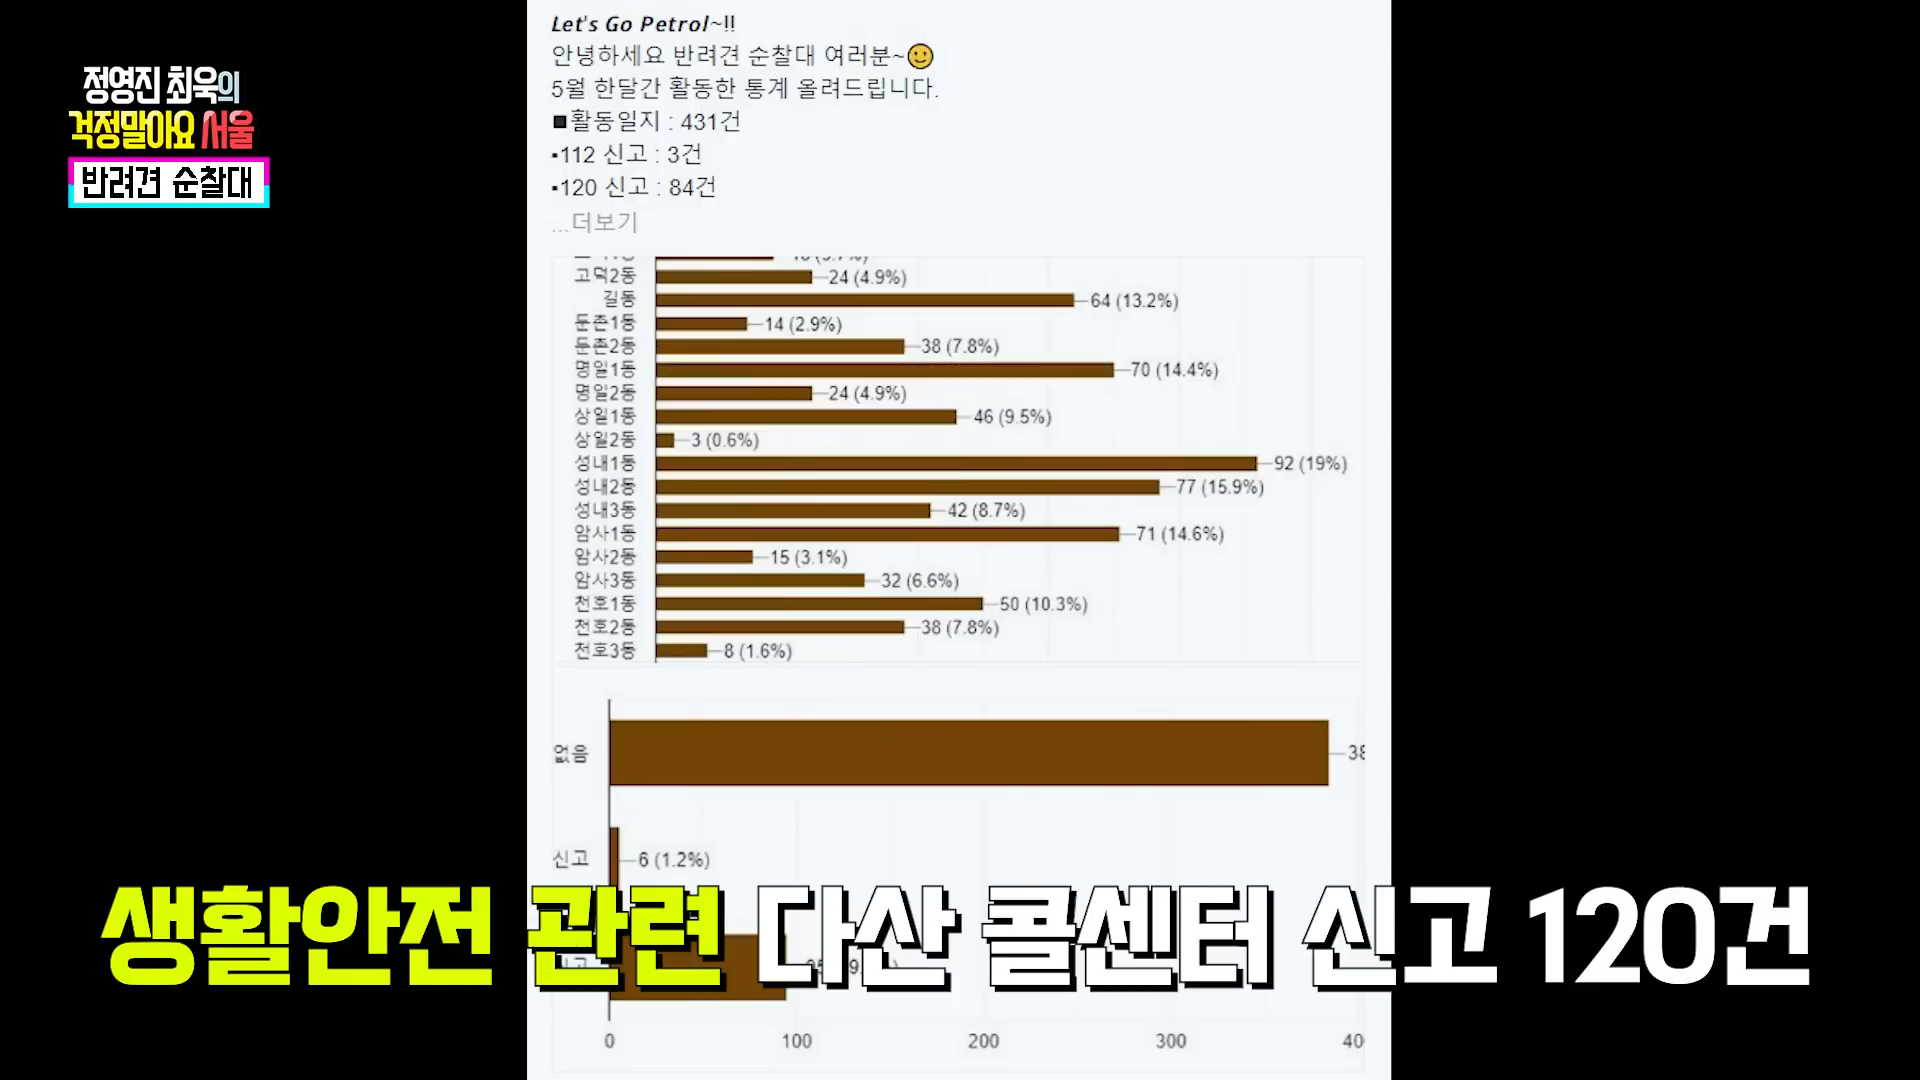 정영진 최욱의
걱정말아요 서울
반려견 순찰대
Let's Go Petrol~!!
안녕하세요 반려견 순찰대 여러분~
5월 한달간 활동한 통계 올려드립니다.
■활동일지 : 431건
▪112 신고 : 3건
▪120 신고 : 84건
...더보기
고덕2동 24 (4.9%)
길동 64 (13.2%)
둔촌1동 14 (2.9%)
둔촌2동 38 (7.8%)
명일1동 70 (14.4%)
명일2동 24 (4.9%)
상일1동 46 (9.5%)
상일2동 3 (0.6%)
성내1동 92 (19%)
성내2동 77 (15.9%)
성내3동 42 (8.7%)
암사1동 71 (14.6%)
암사2동 15 (3.1%)
암사3동 32 (6.6%)
천호1동 50 (10.3%)
천호2동 38 (7.8%)
천호3동 8 (1.6%)
없음 38
신고 6 (1.2%)
생활안전 관련 다산 콜센터 신고 120건
0 100 200 300 40